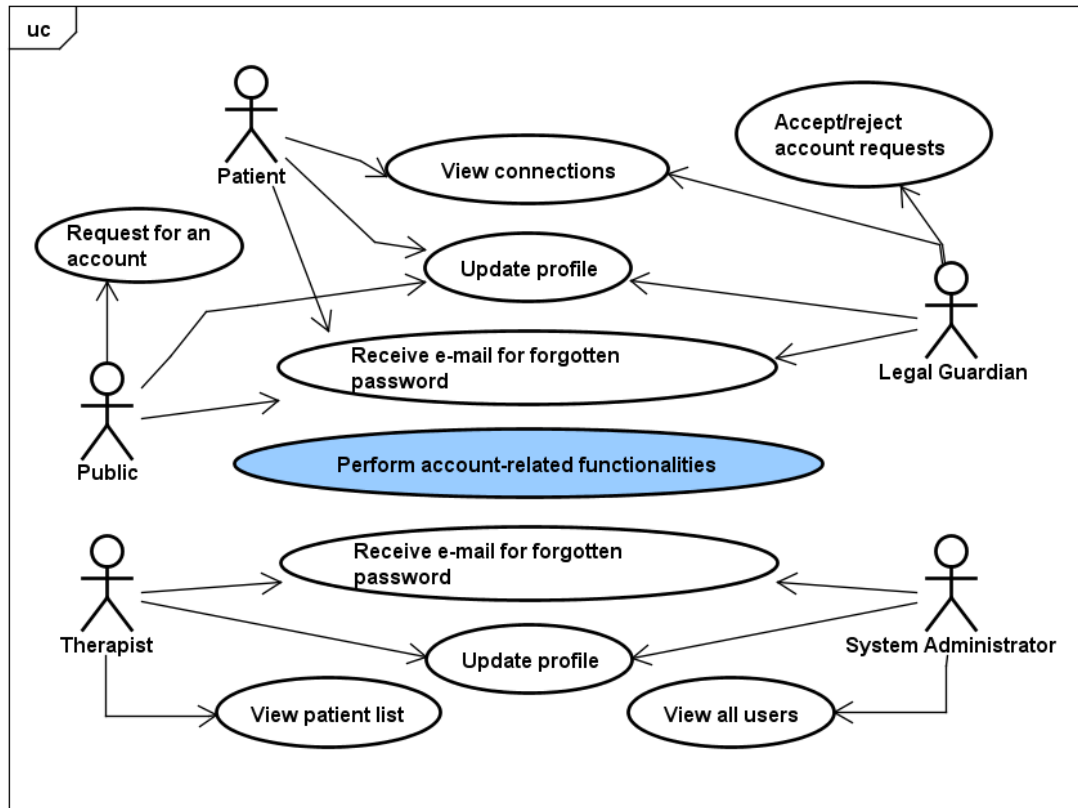 uc
Patient
Accept/reject
account requests
View connections
Request for an
account
Update profile
Receive e-mail for forgotten
password
Legal Guardian
Public
Perform account-related functionalities
Receive e-mail for forgotten
password
Therapist
Update profile
System Administrator
View patient list
View all users